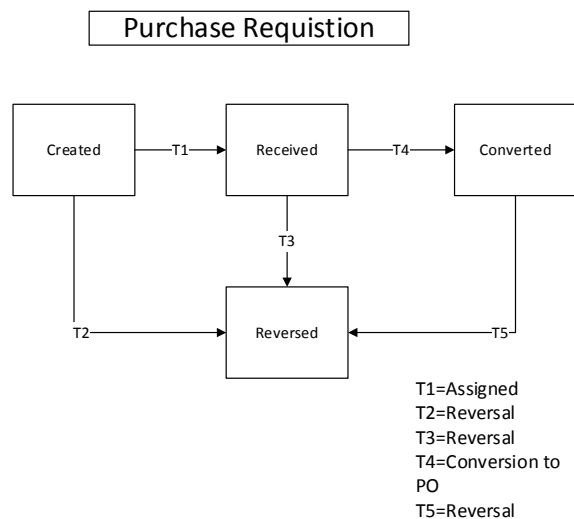 Purchase Requistion
Created
T1
Received
T4
Converted
T3
T2
Reversed
T5
T1=Assigned
T2=Reversal
T3=Reversal
T4=Conversion to
PO
T5=Reversal